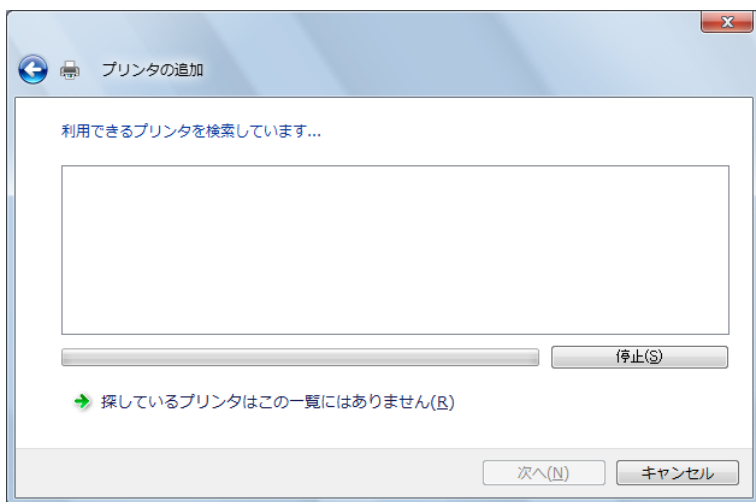 プリンタの追加
利用できるプリンタを検索しています...
停止(S)
探しているプリンタはこの一覧にはありません(R)
次へ(N)
キャンセル